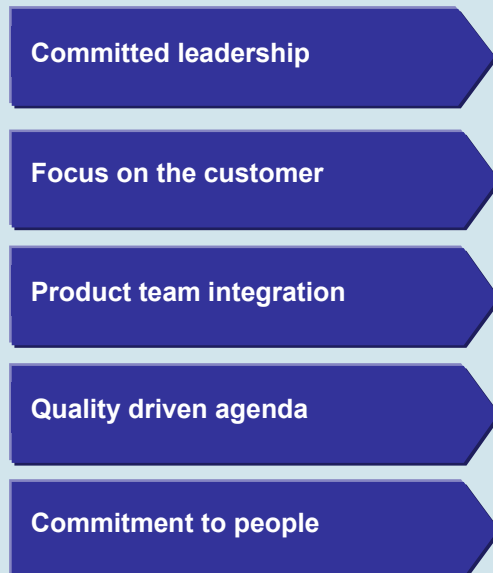 Committed leadership
Focus on the customer
Product team integration
Quality driven agenda
Commitment to people